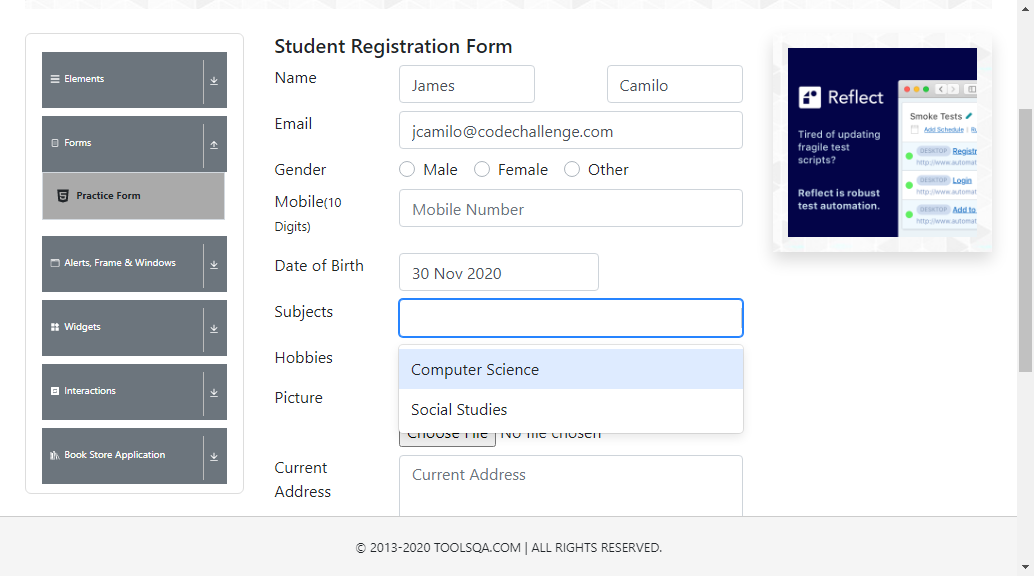 Elements
Forms
Practice Form
Alerts, Frame & Windows
Widgets
Interactions
Book Store Application
Student Registration Form
Name
James
Camilo
Email
jcamilo@codechallenge.com
Gender
Male
Female
Other
Mobile(10
Digits)
Mobile Number
Date of Birth
30 Nov 2020
Subjects
Hobbies
Computer Science
Social Studies
Picture
Choose File No file chosen
Current
Address
Current Address
Reflect
Tired of updating
fragile test
scripts?
Reflect is robust
test automation.
Smoke Tests
Add Schedule
DESKTOP Registr
http://www.automat
DESKTOP Login
http://www.automat
DESKTOP Add to
http://www.automat
© 2013-2020 TOOLSQA.COM | ALL RIGHTS RESERVED.